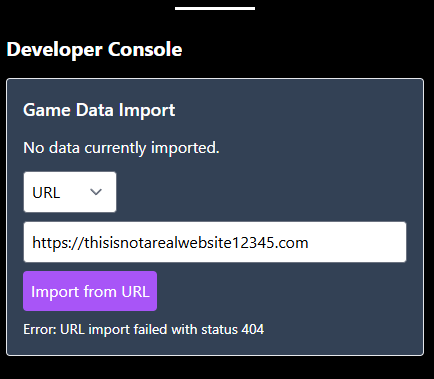 Developer Console
Game Data Import
No data currently imported.
URL
https://thisisnotarealwebsite12345.com
Import from URL
Error: URL import failed with status 404